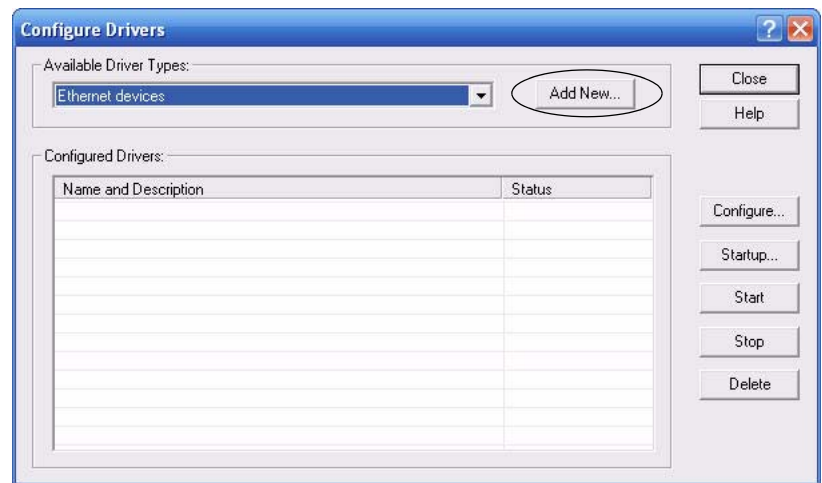 Configure Drivers
Available Driver Types:
Ethernet devices
Add New...
Close
Help
Configured Drivers:
Name and Description Status
Configure...
Startup...
Start
Stop
Delete